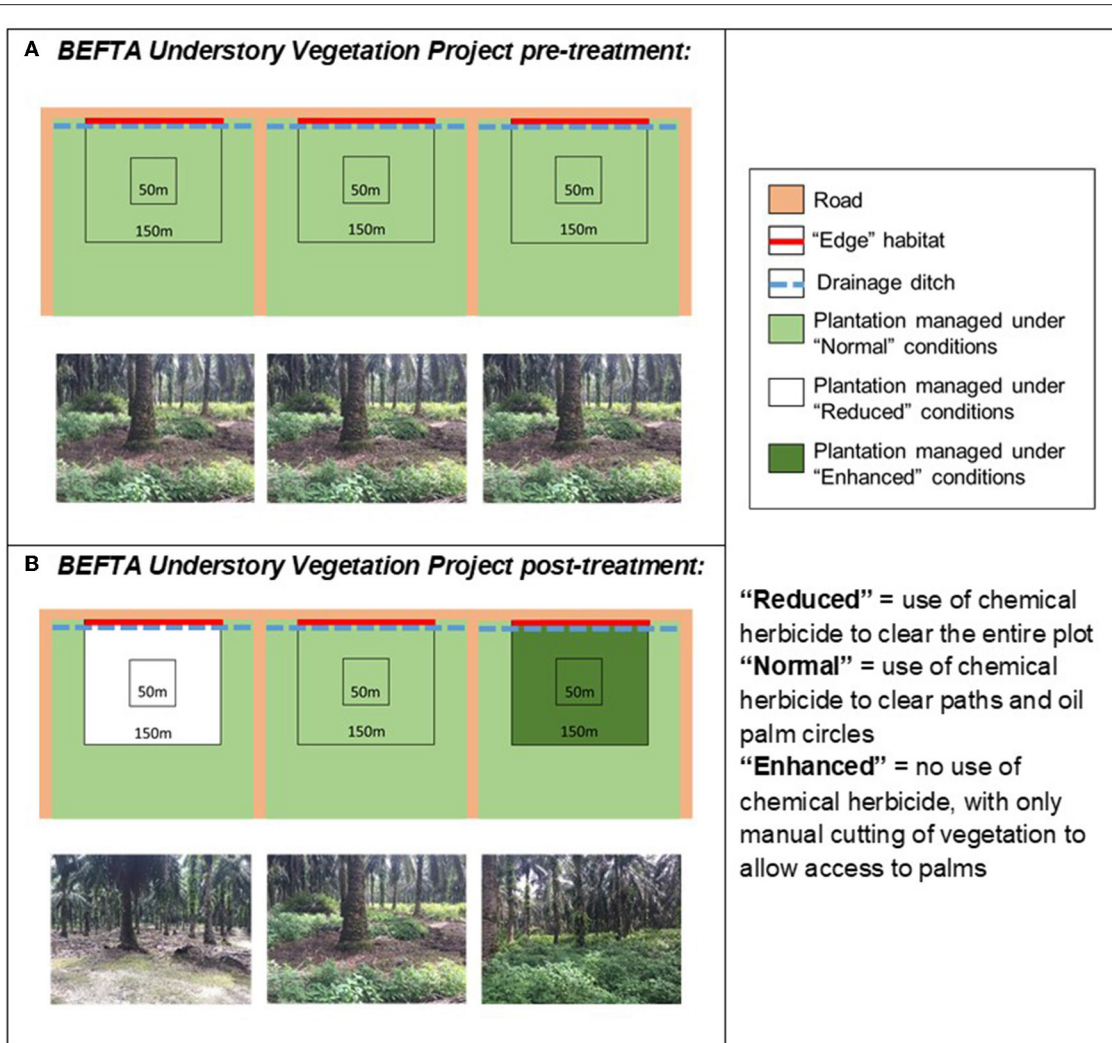 A BEFTA Understory Vegetation Project pre-treatment:
50m
50m
50m
150m
150m
150m
Road
“Edge” habitat
Drainage ditch
Plantation managed under
“Normal” conditions
Plantation managed under
“Reduced” conditions
Plantation managed under
“Enhanced” conditions
B BEFTA Understory Vegetation Project post-treatment:
50m
50m
50m
150m
150m
150m
“Reduced” = use of chemical
herbicide to clear the entire plot
“Normal” = use of chemical
herbicide to clear paths and oil
palm circles
“Enhanced” = no use of
chemical herbicide, with only
manual cutting of vegetation to
allow access to palms